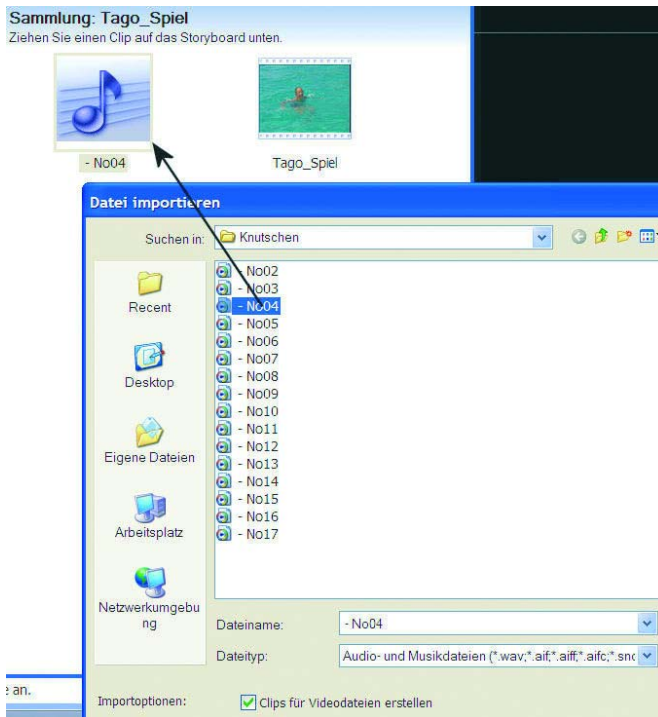 Sammlung: Tago_Spiel
Ziehen Sie einen Clip auf das Storyboard unten.
- No04
Tago_Spiel
Datei importieren
Suchen in:
Knutschen
Recent
Desktop
Eigene Dateien
Arbeitsplatz
Netzwerkumgebu
ng
- No02
- No03
- No04
- No05
- No06
- No07
- No08
- No09
- No10
- No11
- No12
- No13
- No14
- No15
- No16
- No17
Dateiname:
- No04
Dateityp:
Audio- und Musikdateien (*.wav;*.aif;*.aiff;*.aifc;*.snd
e an.
Importoptionen:
Clips für Videodateien erstellen